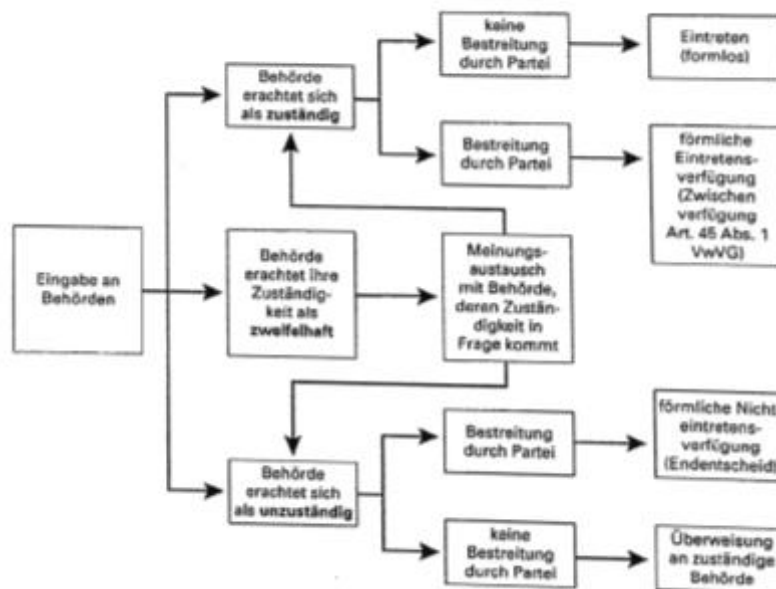 keine
Bestreitung
durch Partei
Eintreten
(formlos)
Behörde
erachtet sich
als zuständig
Bestreitung
durch Partei
förmliche
Eintretens-
verfügung
(Zwischen
verfügung
Art. 45 Abs. 1
VwVG)
Eingabe an
Behörden
Behörde
erachtet ihre
Zuständig-
keit als
zweifelhaft
Meinungs-
austausch
mit Behörde,
deren Zustän-
digkeit in
Frage kommt
Behörde
erachtet sich
als unzuständig
Bestreitung
durch Partei
förmliche Nicht
eintretens-
verfügung
(Endentscheid)
keine
Bestreitung
durch Partei
Überweisung
an zuständige
Behörde